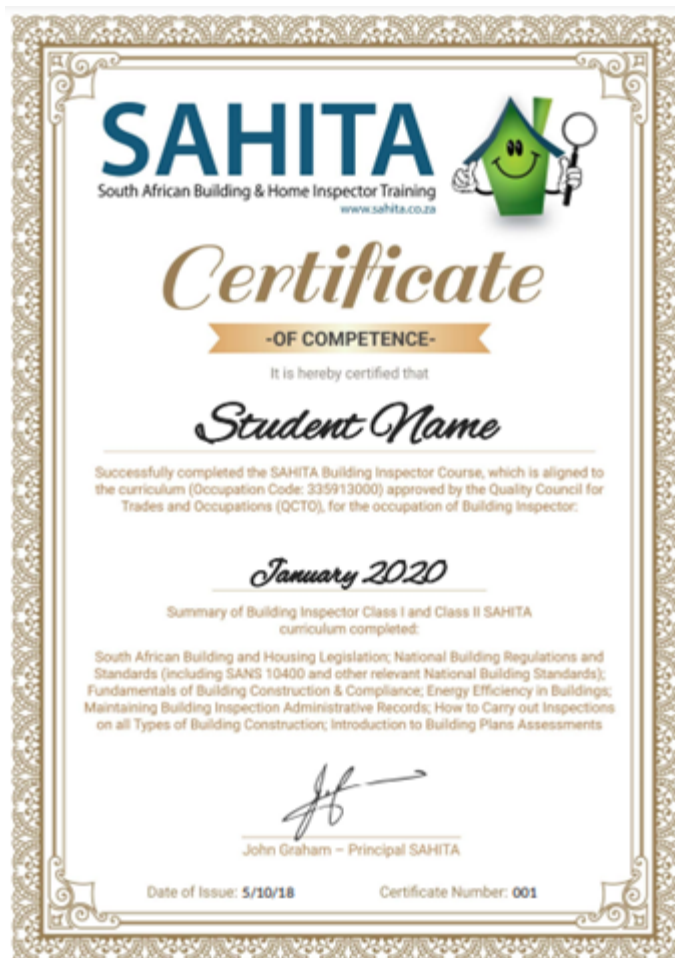 SAHITA
South African Building & Home Inspector Training
www.sahita.co.za
Certificate
-OF COMPETENCE-
It is hereby certified that
Student Name
Successfully completed the SAHITA Building Inspector Course, which is aligned to
the curriculum (Occupation Code: 335913000) approved by the Quality Council for
Trades and Occupations (QCTO), for the occupation of Building Inspector:
January 2020
Summary of Building Inspector Class I and Class II SAHITA
curriculum completed:
South African Building and Housing Legislation; National Building Regulations and
Standards (including SANS 10400 and other relevant National Building Standards);
Fundamentals of Building Construction & Compliance; Energy Efficiency in Buildings;
Maintaining Building Inspection Administrative Records; How to Carry out Inspections
on all Types of Building Construction; Introduction to Building Plans Assessments
John Graham – Principal SAHITA
Date of Issue: 5/10/18 Certificate Number: 001